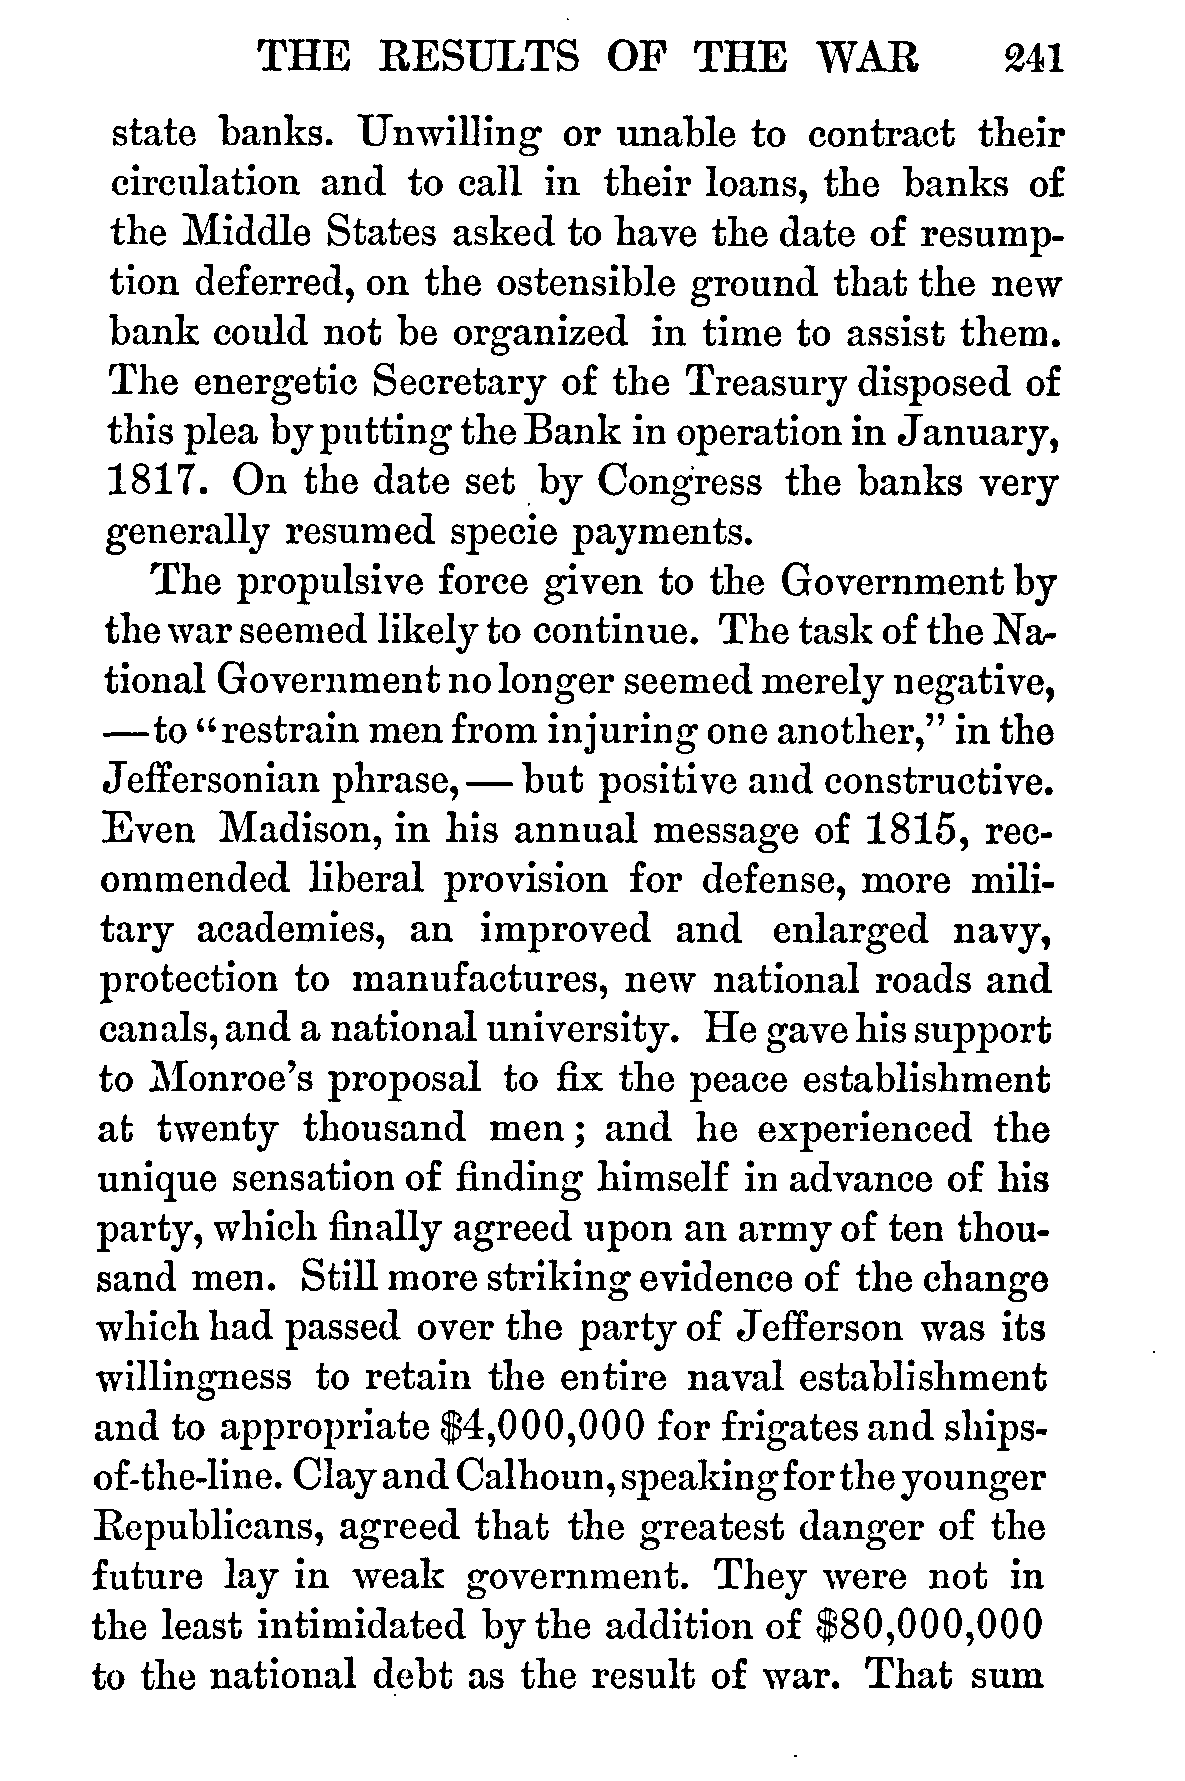 THE RESULTS OF THE WAR 241
state banks. Unwilling or unable to contract their
circulation and to call in their loans, the banks of
the Middle States asked to have the date of resump-
tion deferred, on the ostensible ground that the new
bank could not be organized in time to assist them.
The energetic Secretary of the Treasury disposed of
this plea by putting the Bank in operation in January,
1817. On the date set by Congress the banks very
generally resumed specie payments.
The propulsive force given to the Government by
the war seemed likely to continue. The task of the Na-
tional Government no longer seemed merely negative,
—to "restrain men from injuring one another," in the
Jeffersonian phrase,— but positive and constructive.
Even Madison, in his annual message of 1815, rec-
ommended liberal provision for defense, more mili-
tary academies, an improved and enlarged navy,
protection to manufactures, new national roads and
canals, and a national university. He gave his support
to Monroe's proposal to fix the peace establishment
at twenty thousand men; and he experienced the
unique sensation of finding himself in advance of his
party, which finally agreed upon an army of ten thou-
sand men. Still more striking evidence of the change
which had passed over the party of Jefferson was its
willingness to retain the entire naval establishment
and to appropriate $4,000,000 for frigates and ships-
of-the-line. Clay and Calhoun, speaking for the younger
Republicans, agreed that the greatest danger of the
future lay in weak government. They were not in
the least intimidated by the addition of $80,000,000
to the national debt as the result of war. That sum